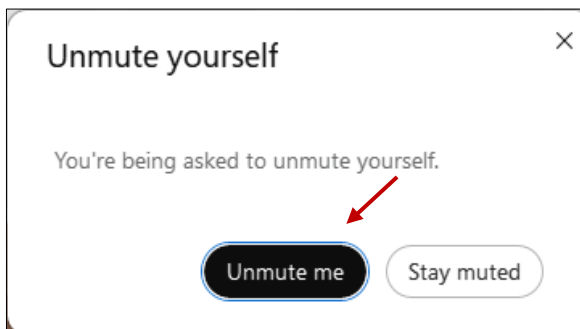 Unmute yourself
You're being asked to unmute yourself.
Unmute me
Stay muted